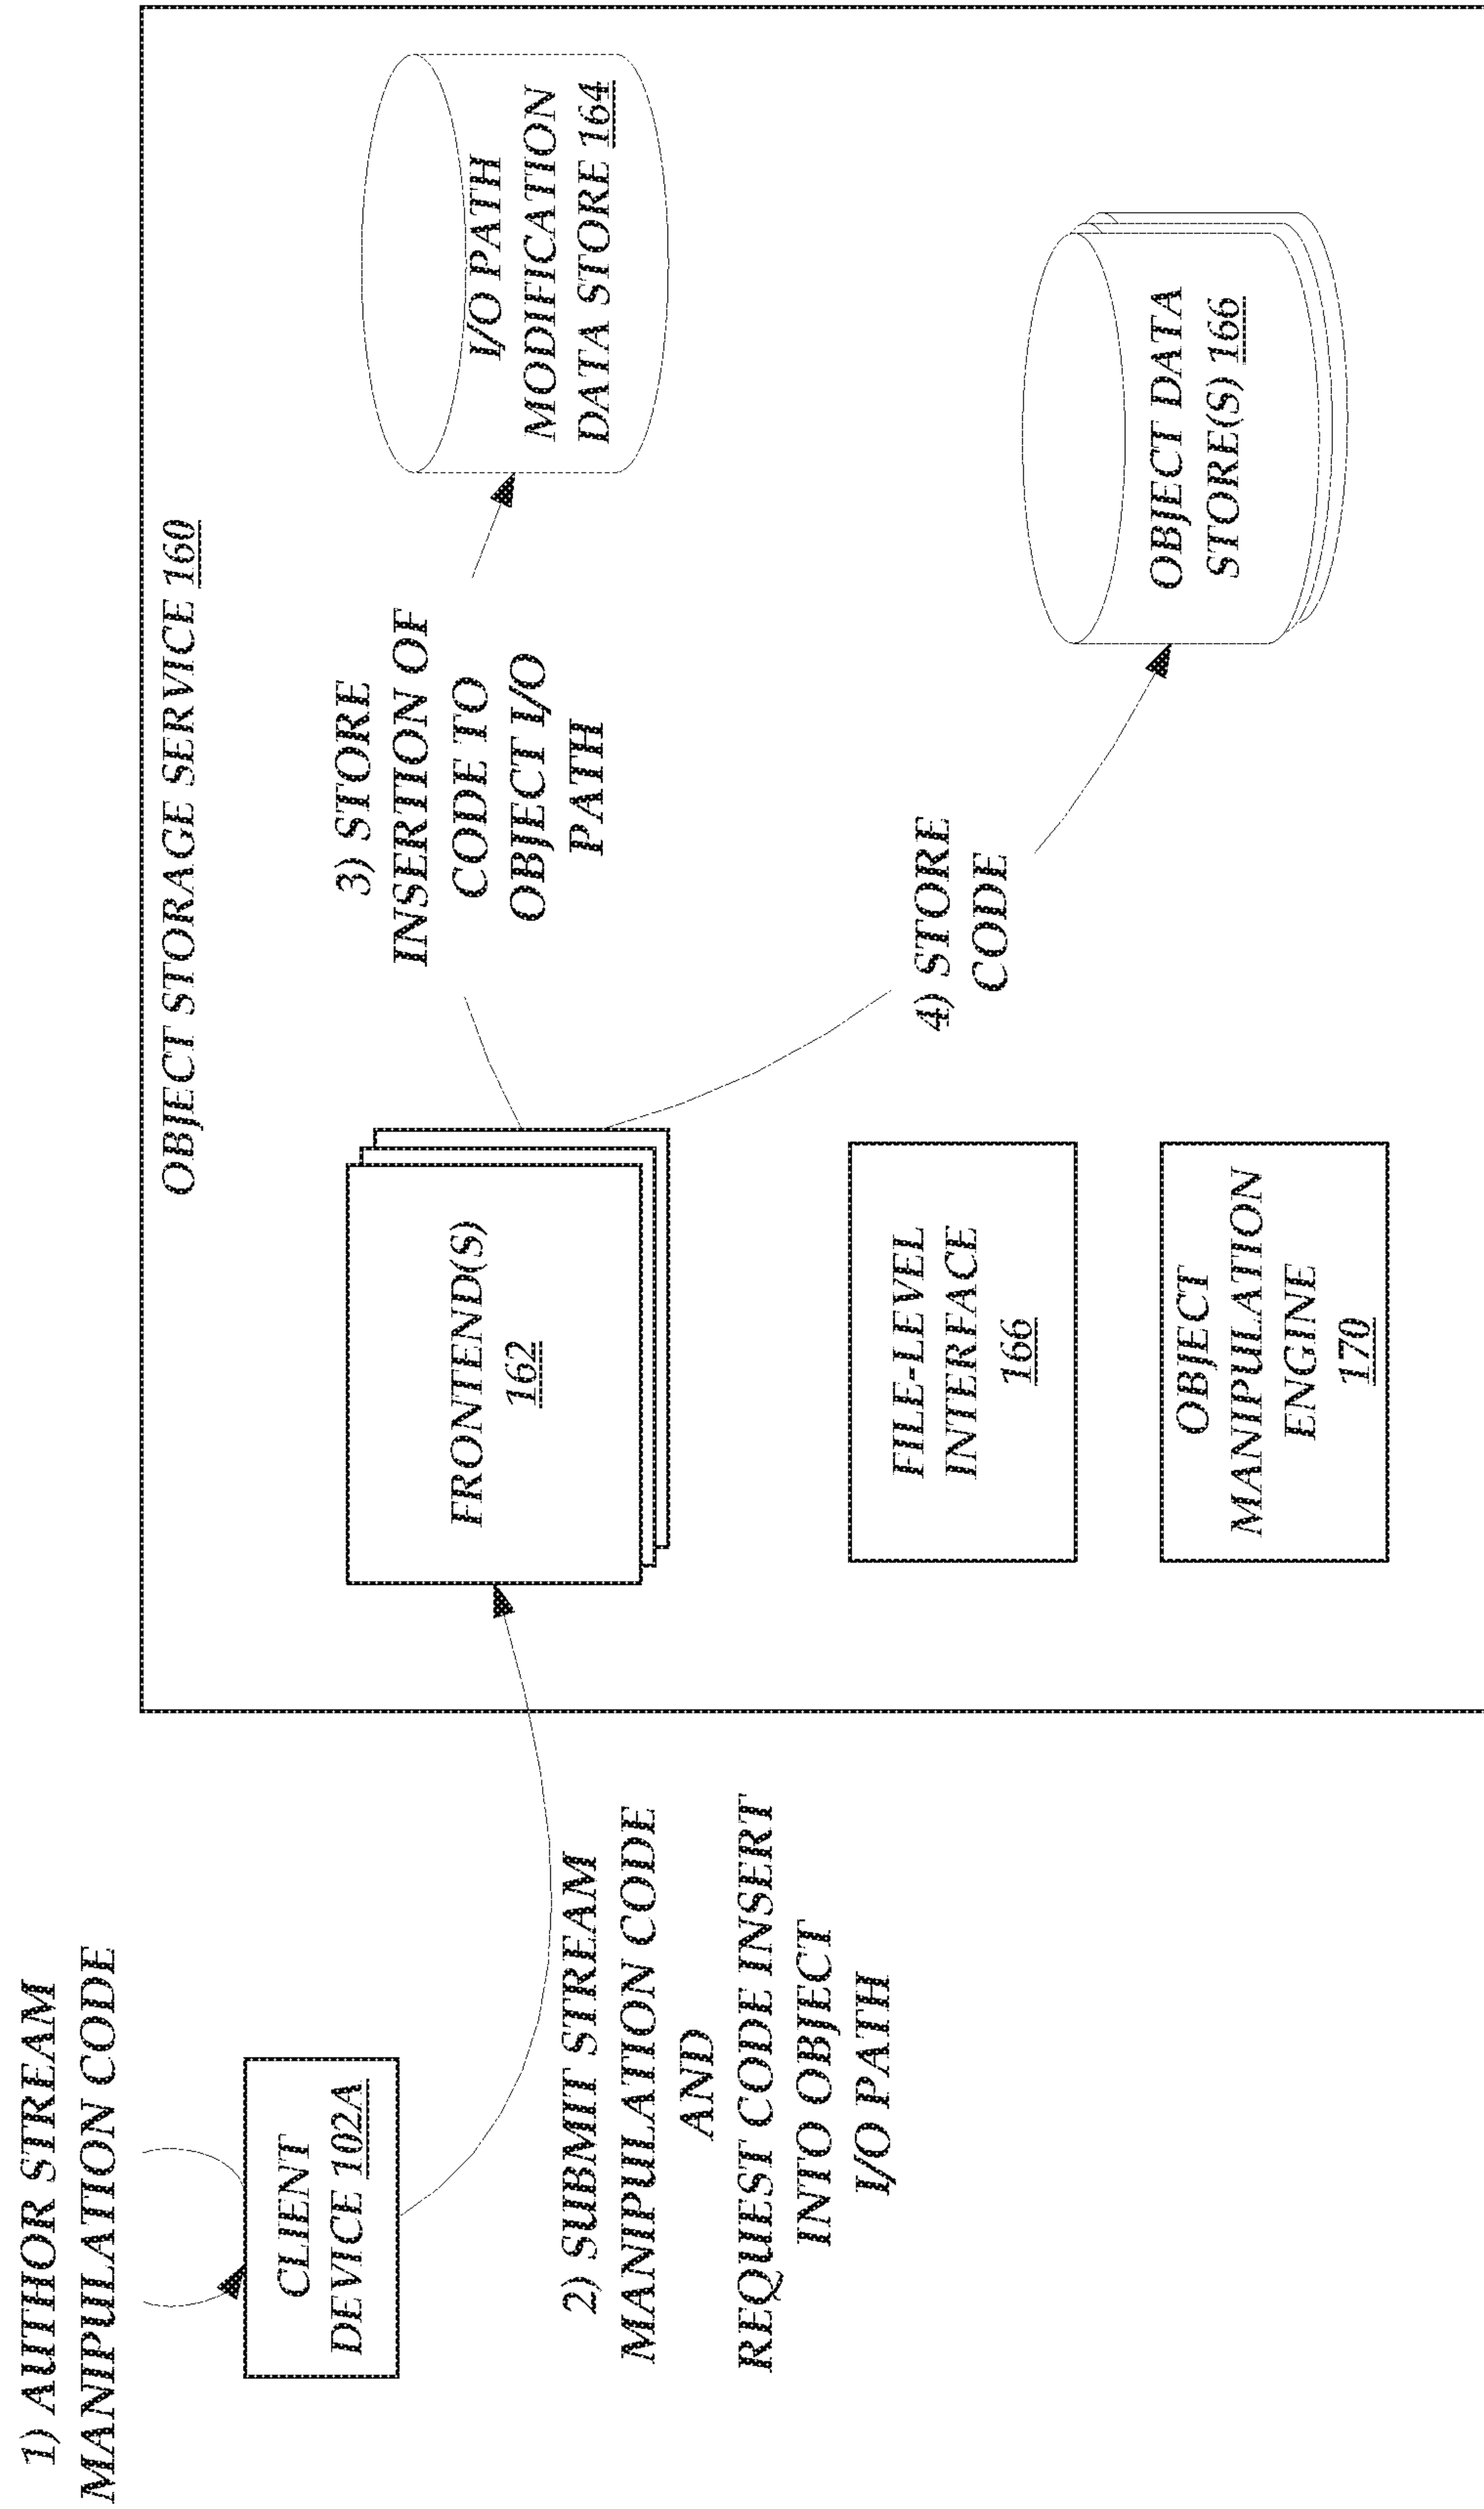 1) AUTHOR STREAM
MANIPULATION CODE
CLIENT
DEVICE 102A
2) SUBMIT STREAM
MANIPULATION CODE
AND
REQUEST CODE INSERT
INTO OBJECT
I/O PATH
OBJECT STORAGE SERVICE 160
FRONTEND(S)
162
3) STORE
INSERTION OF
CODE TO
OBJECT I/O
PATH
I/O PATH
MODIFICATION
DATA STORE 164
FILE-LEVEL
INTERFACE
166
4) STORE
CODE
OBJECT DATA
STORE(S) 166
OBJECT
MANIPULATION
ENGINE
170